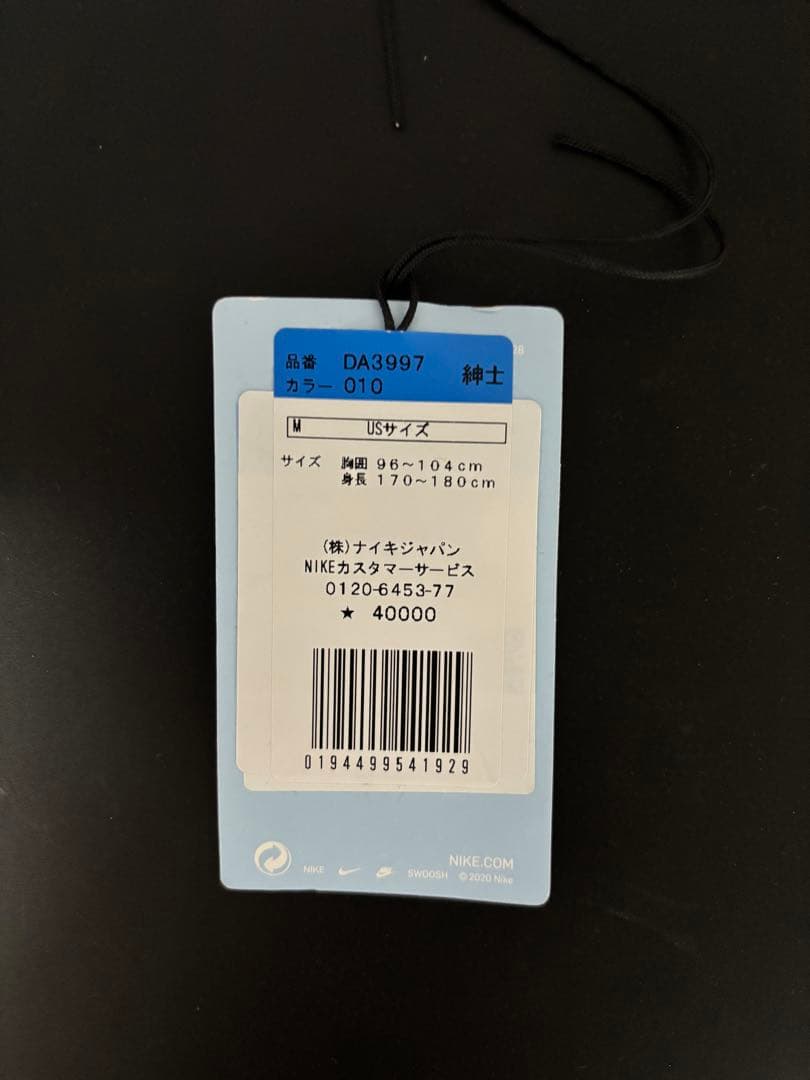 28
品番 DA3997
カラー 010
紳士
M USサイズ
サイズ 胸囲 96～104cm
身長 170～180cm
(株)ナイキジャパン
NIKEカスタマーサービス
0120-6453-77
★ 40000
0194499541929
NIKE.COM
NIKE SWOOSH © 2020 Nike